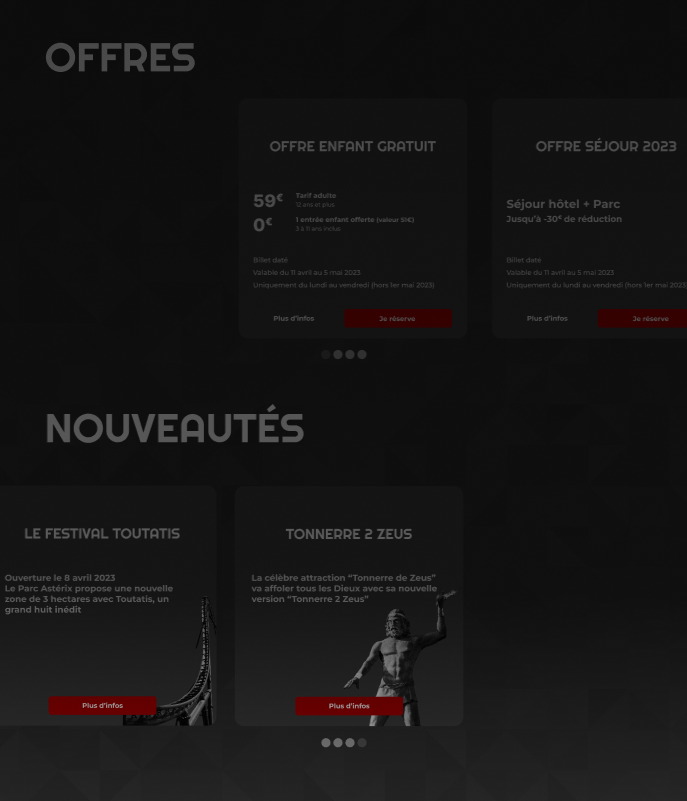 OFFRES
OFFRE ENFANT GRATUIT
59€ Tarif adulte
12 ans et plus
0€ 1 entrée enfant offerte (valeur 51€)
3 à 11 ans inclus
Billet daté
Valable du 11 avril au 5 mai 2023
Uniquement du lundi au vendredi (hors 1er mai 2023)
Plus d'infos
Je réserve
OFFRE SÉJOUR 2023
Séjour hôtel + Parc
Jusqu'à -30€ de réduction
Billet daté
Valable du 11 avril au 5 mai 2023
Uniquement du lundi au vendredi (hors 1er mai 2023
Plus d'infos
Je réserve
NOUVEAUTÉS
LE FESTIVAL TOUTATIS
Ouverture le 8 avril 2023
Le Parc Astérix propose une nouvelle
zone de 3 hectares avec Toutatis, un
grand huit inédit
Plus d'infos
TONNERRE 2 ZEUS
La célèbre attraction “Tonnerre de Zeus”
va affoler tous les Dieux avec sa nouvelle
version “Tonnerre 2 Zeus”
Plus d'infos